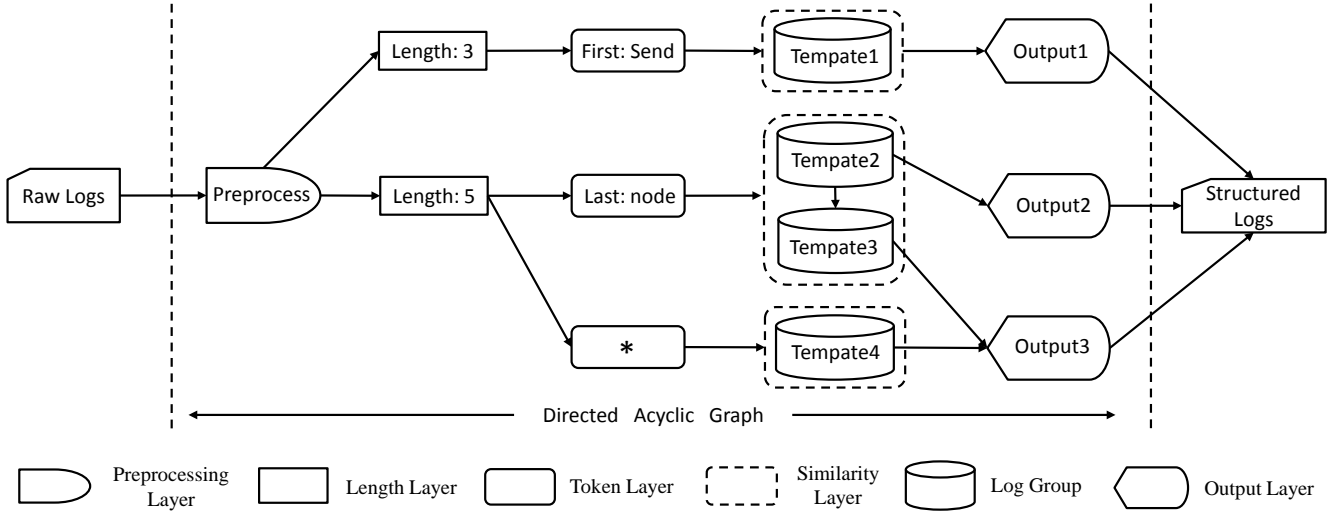 Length: 3
First: Send
Tempate1
Output1
Raw Logs
Preprocess
Length: 5
Last: node
Tempate2
Tempate3
Output2
Structured
Logs
*
Tempate4
Output3
Directed Acyclic Graph
Preprocessing
Layer
Length Layer
Token Layer
Similarity
Layer
Log Group
Output Layer